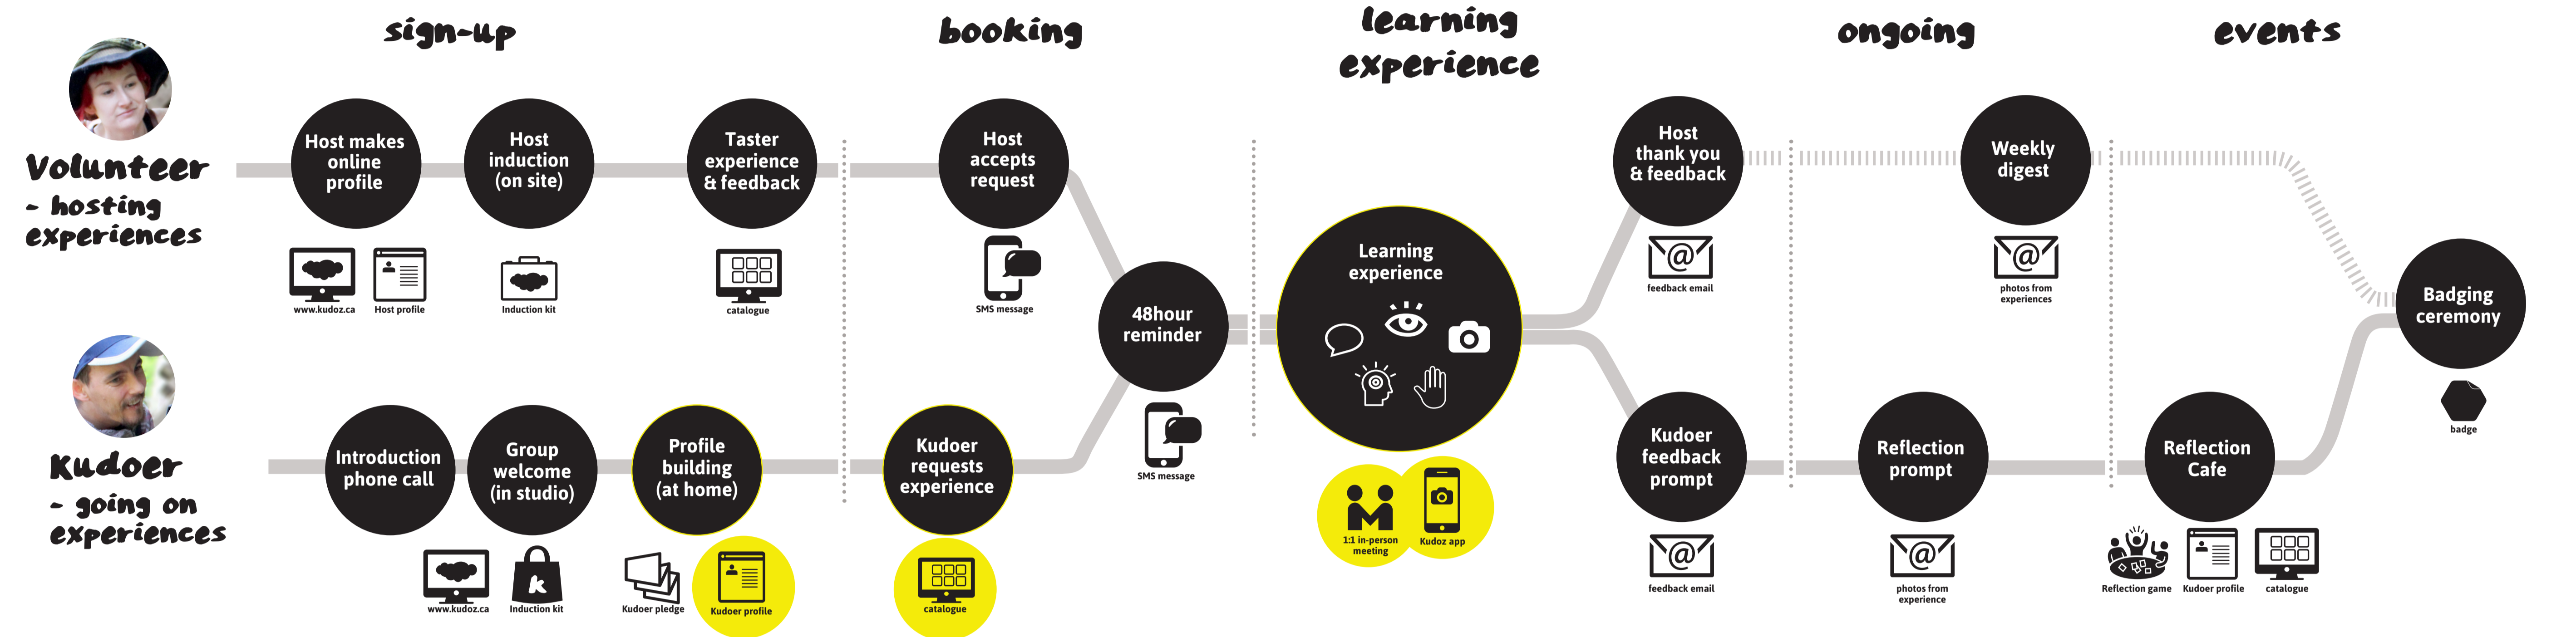 sign-up
booking
learning
experience
ongoing
events
Volunteer
- hosting
experiences
Host makes
online
profile
www.kudoz.ca
Host profile
Host
induction
(on site)
Induction kit
Taster
experience
& feedback
catalogue
Host
accepts
request
SMS message
48hour
reminder
SMS message
Learning
experience
1:1 in-person
meeting
Kudoz app
Host
thank you
& feedback
feedback email
Weekly
digest
photos from
experiences
Badging
ceremony
badge
Kudoer
- going on
experiences
Introduction
phone call
Group
welcome
(in studio)
www.kudoz.ca
k
Induction kit
Profile
building
(at home)
Kudoer pledge
Kudoer profile
Kudoer
requests
experience
catalogue
Kudoer
feedback
prompt
feedback email
Reflection
prompt
photos from
experience
Reflection
Cafe
Reflection game
Kudoer profile
catalogue